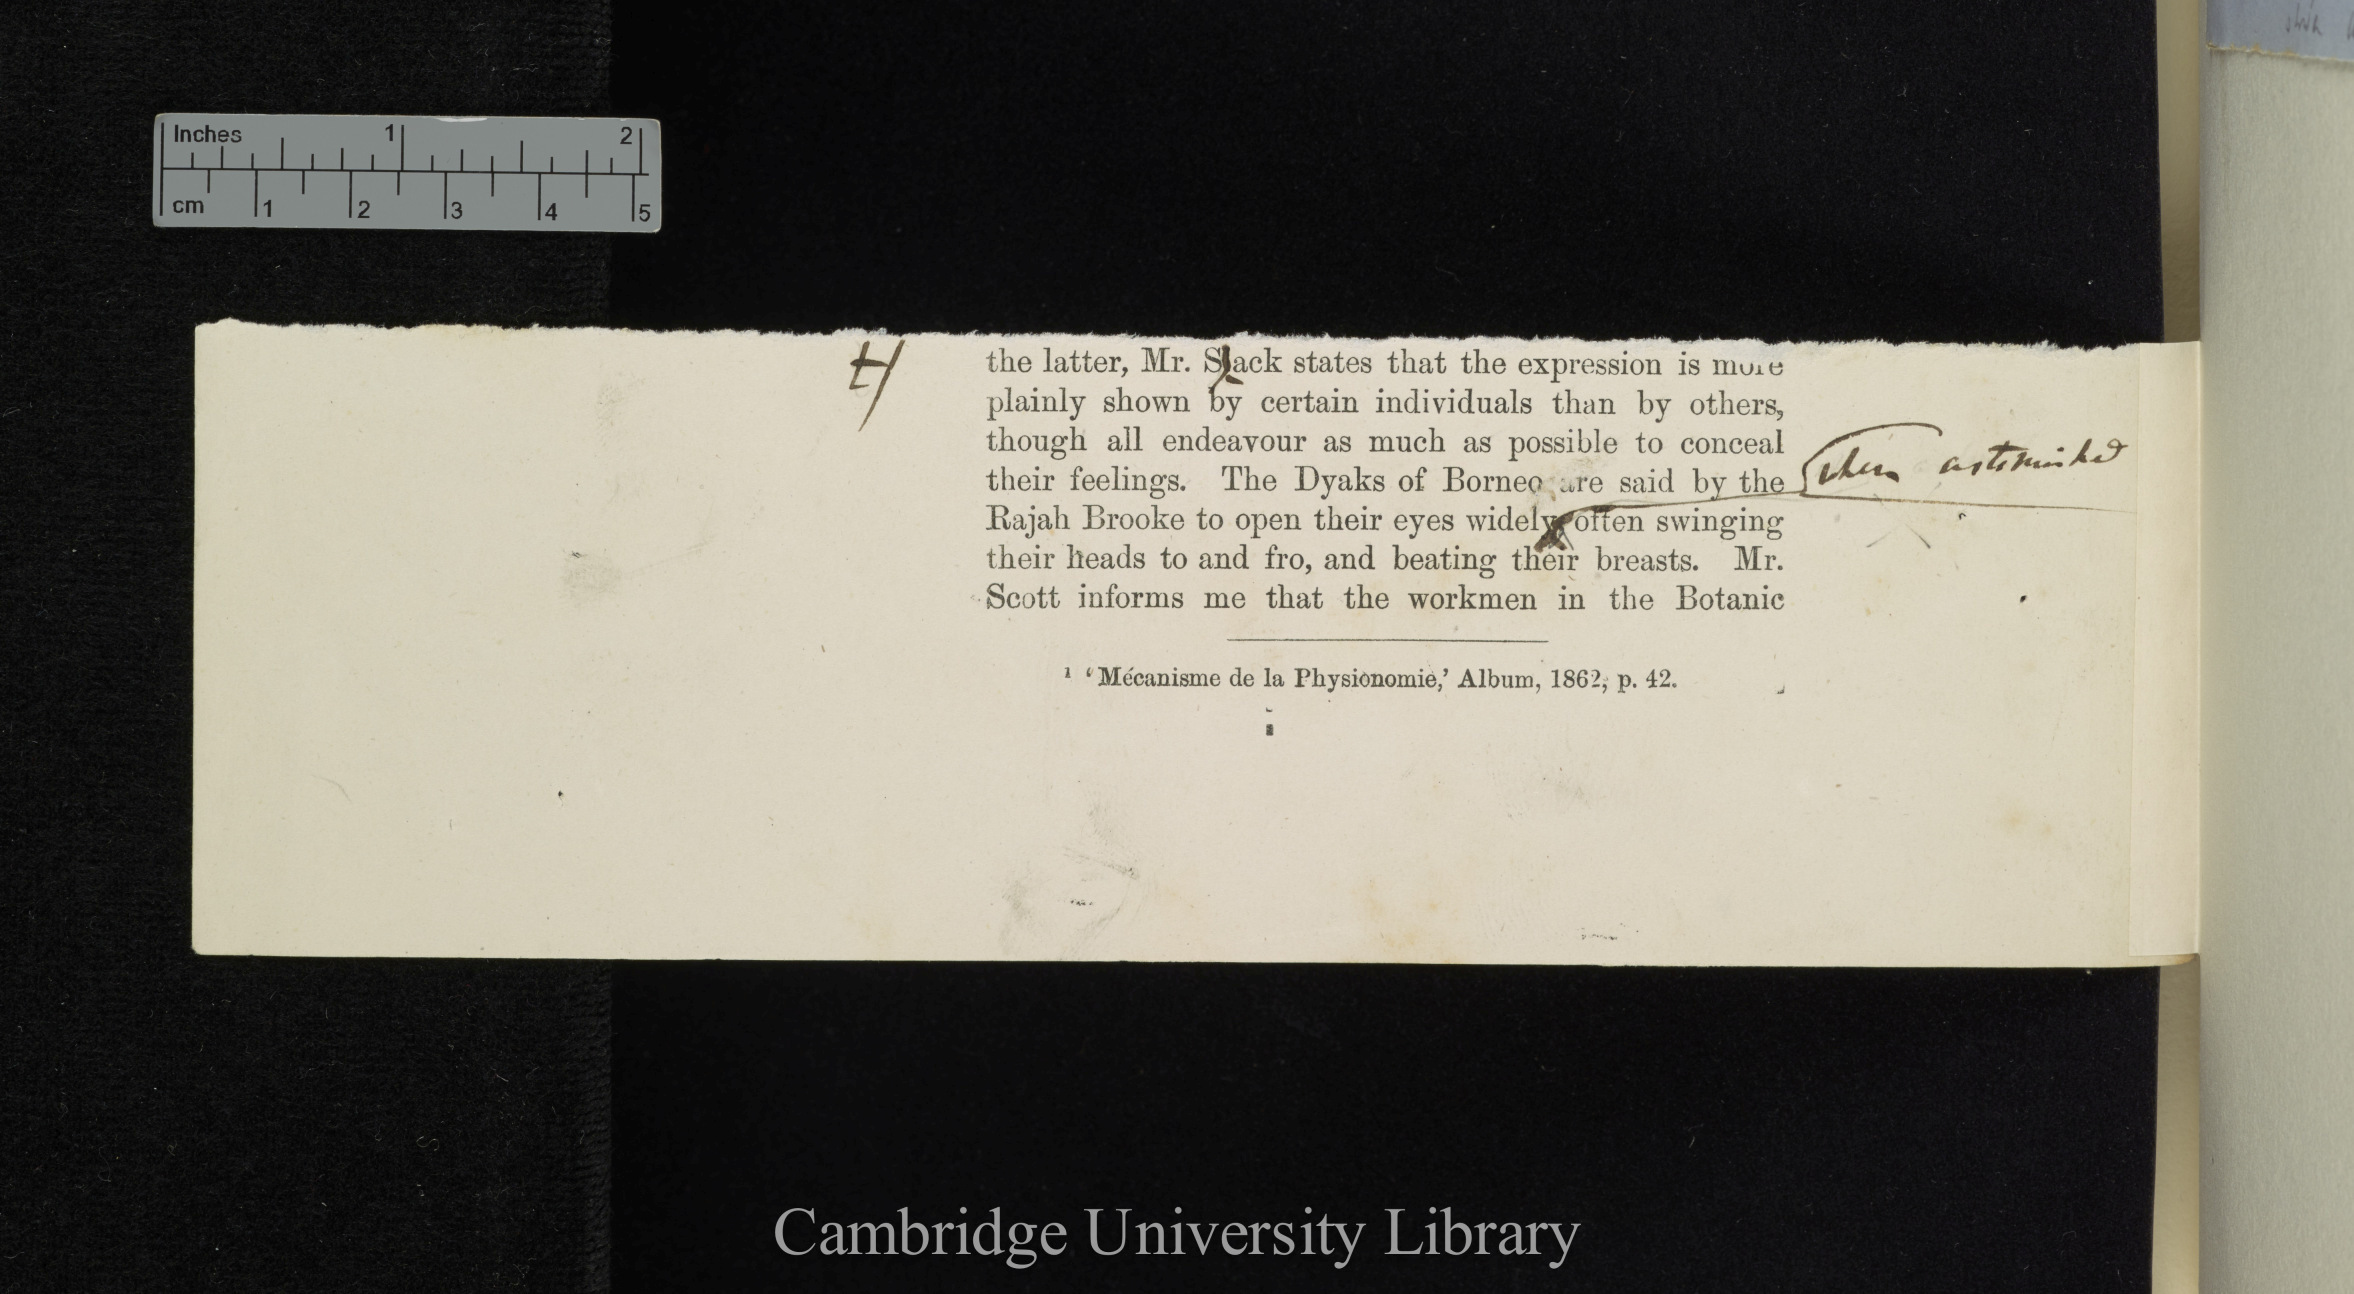 Inches 1 2
cm 1 2 3 4 5
t/ the latter, Mr. Slack states that the expression is more
plainly shown by certain individuals than by others,
though all endeavour as much as possible to conceal
their feelings. The Dyaks of Borneo are said by the when astonished
Rajah Brooke to open their eyes widely, often swinging
their heads to and fro, and beating their breasts. Mr.
Scott informs me that the workmen in the Botanic
¹ ‘Mécanisme de la Physionomie,’ Album, 1862, p. 42.
Cambridge University Library